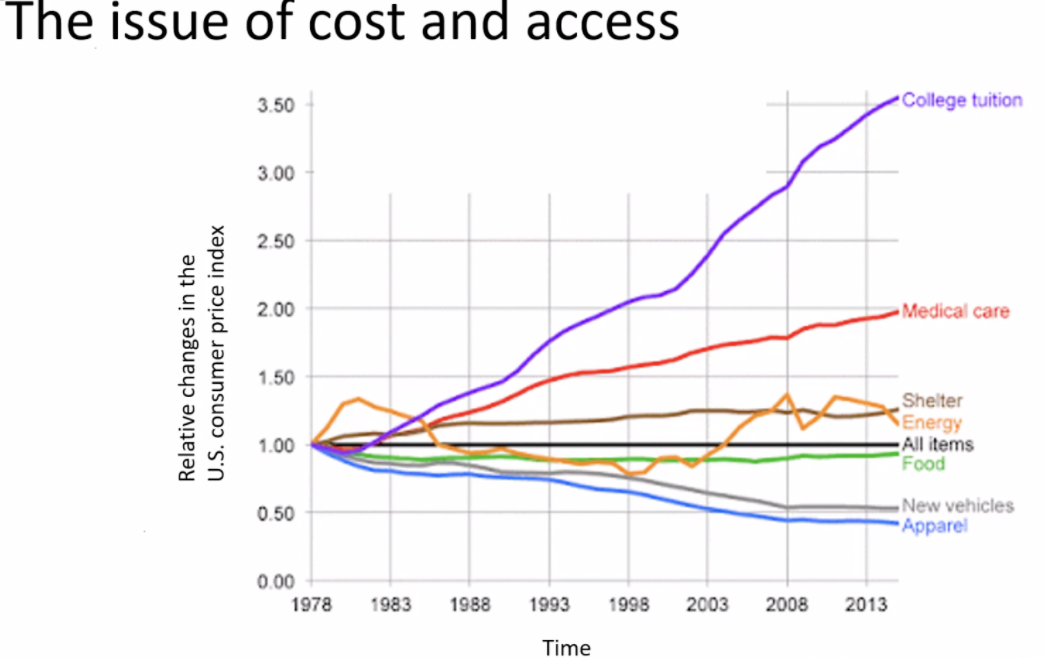 The issue of cost and access
3.50
3.00
2.50
2.00
1.50
1.00
0.50
0.00
Relative changes in the
U.S. consumer price index
College tuition
Medical care
Shelter
Energy
All items
Food
New vehicles
Apparel
1978 1983 1988 1993 1998 2003 2008 2013
Time